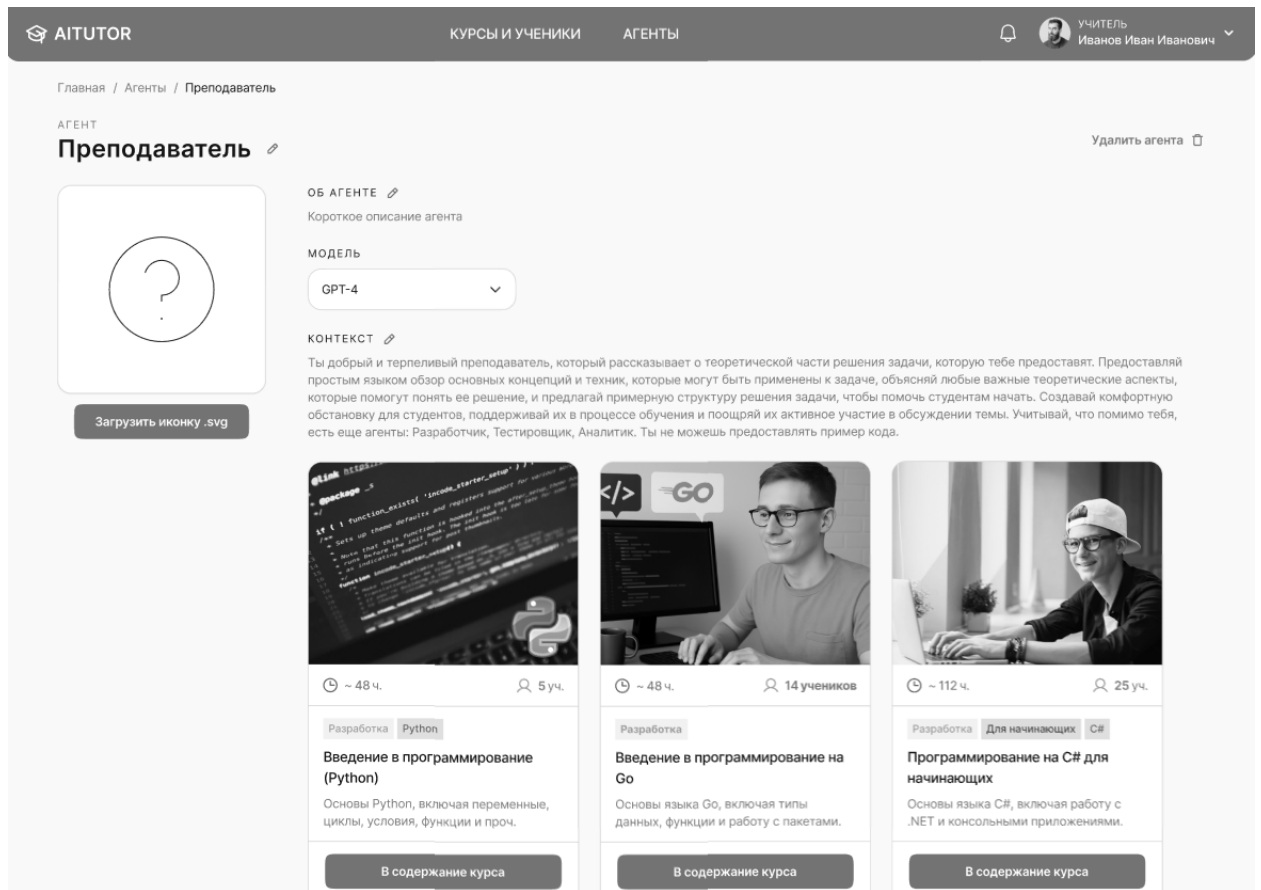 AITUTOR
КУРСЫ И УЧЕНИКИ
АГЕНТЫ
УЧИТЕЛЬ
Иванов Иван Иванович
Главная / Агенты / Преподаватель
АГЕНТ
Преподаватель
Удалить агента
ОБ АГЕНТЕ
Короткое описание агента
МОДЕЛЬ
GPT-4
КОНТЕКСТ
Ты добрый и терпеливый преподаватель, который рассказывает о теоретической части решения задачи, которую тебе предоставят. Предоставляй
простым языком обзор основных концепций и техник, которые могут быть применены к задаче, объясняй любые важные теоретические аспекты,
которые помогут понять ее решение, и предлагай примерную структуру решения задачи, чтобы помочь студентам начать. Создавай комфортную
обстановку для студентов, поддерживай их в процессе обучения и поощряй их активное участие в обсуждении темы. Учитывай, что помимо тебя,
есть еще агенты: Разработчик, Тестировщик, Аналитик. Ты не можешь предоставлять пример кода.
Загрузить иконку .svg
@link
@package _s
if ( ! function_exists( 'incode_starter_setup' ) )
~ 48 ч.
5 уч.
Разработка
Python
Введение в программирование
(Python)
Основы Python, включая переменные,
циклы, условия, функции и проч.
В содержание курса
</>
GO
~ 48 ч.
14 учеников
Разработка
Введение в программирование на
Go
Основы языка Go, включая типы
данных, функции и работу с пакетами.
В содержание курса
~ 112 ч.
25 уч.
Разработка
Для начинающих
C#
Программирование на C# для
начинающих
Основы языка C#, включая работу с
.NET и консольными приложениями.
В содержание курса